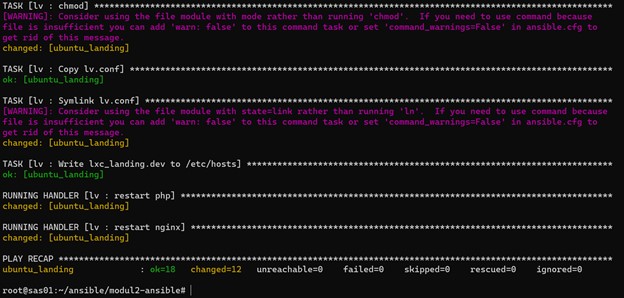 TASK [lv : chmod] ******************************************************************************************
[WARNING]: Consider using the file module with mode rather than running 'chmod'.  If you need to use command because
file is insufficient you can add 'warn: false' to this command task or set 'command_warnings=False' in ansible.cfg to
get rid of this message.
changed: [ubuntu_landing]
TASK [lv : Copy lv.conf] ***********************************************************************************
ok: [ubuntu_landing]
TASK [lv : Symlink lv.conf] ********************************************************************************
[WARNING]: Consider using the file module with state=link rather than running 'ln'.  If you need to use command because
file is insufficient you can add 'warn: false' to this command task or set 'command_warnings=False' in ansible.cfg to
get rid of this message.
changed: [ubuntu_landing]
TASK [lv : Write lxc_landing.dev to /etc/hosts] ************************************************************
ok: [ubuntu_landing]
RUNNING HANDLER [lv : restart php] *************************************************************************
changed: [ubuntu_landing]
RUNNING HANDLER [lv : restart nginx] ***********************************************************************
changed: [ubuntu_landing]
PLAY RECAP *************************************************************************************************
ubuntu_landing             : ok=18   changed=12   unreachable=0    failed=0    skipped=0    rescued=0    ignored=0
root@sas01:~/ansible/modul2-ansible#